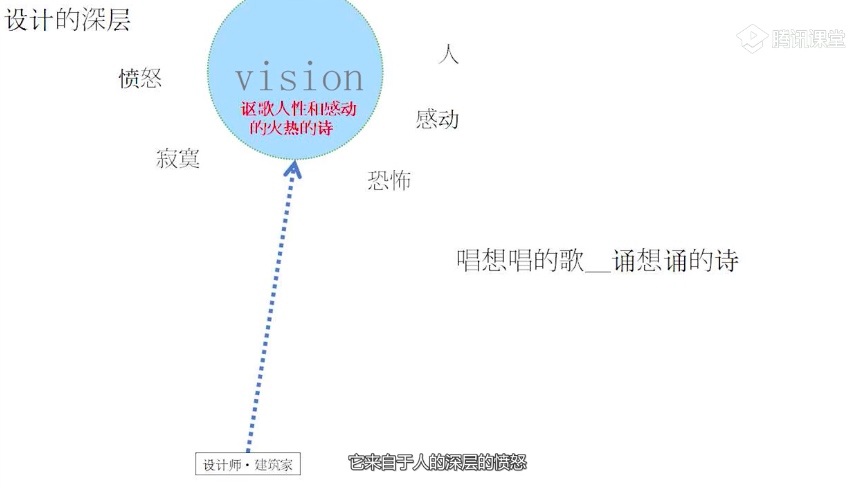 设计的深层
腾讯课堂
人
愤怒
vision
讴歌人性和感动
的火热的诗
感动
寂寞
恐怖
唱想唱的歌__诵想诵的诗
设计师·建筑家
它来自于人的深层的愤怒